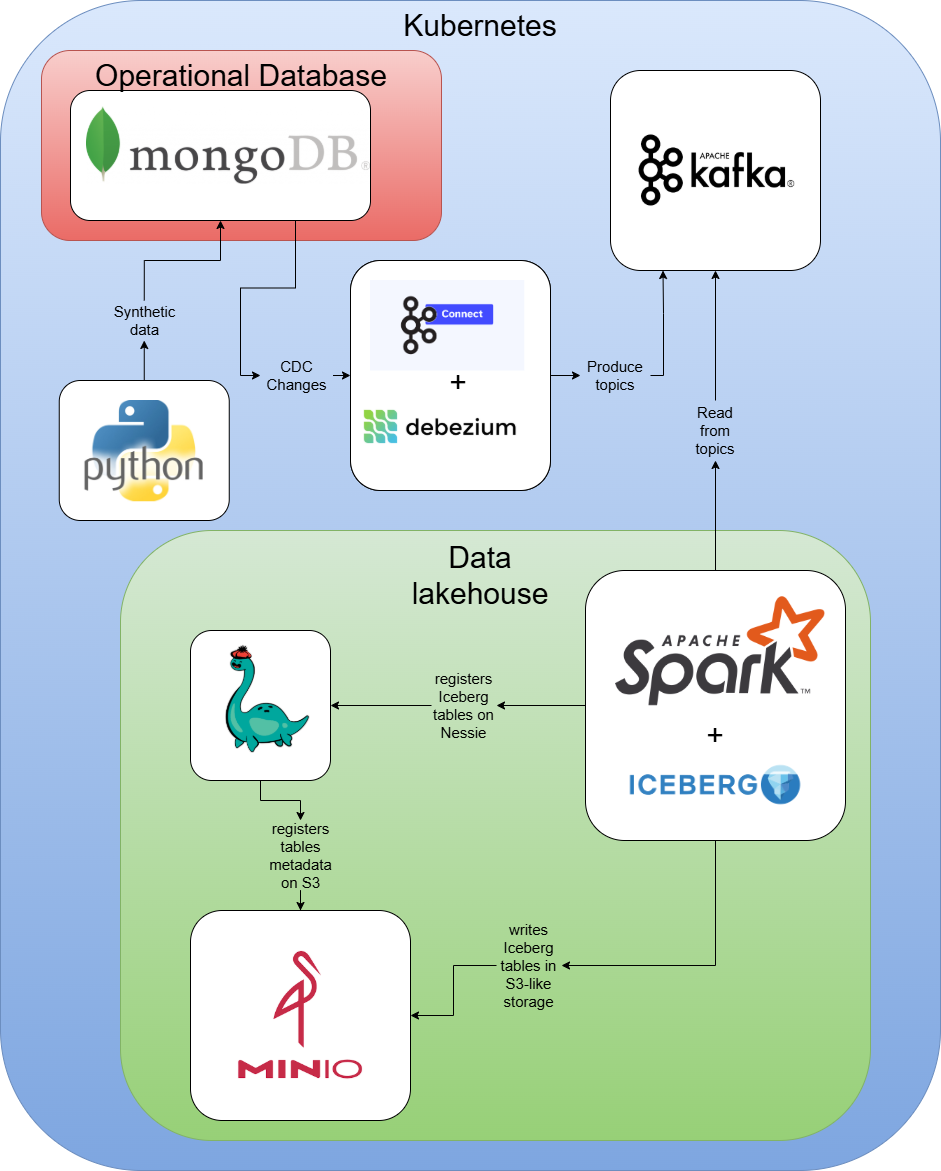 Kubernetes
Operational Database
mongoDB®
APACHE
kafka®
Synthetic
data
CDC
Changes
Connect
+
debezium
Produce
topics
Read
from
topics
python
Data
lakehouse
APACHE
Spark™
+
ICEBERG
registers
Iceberg
tables on
Nessie
registers
tables
metadata
on S3
writes
Iceberg
tables in
S3-like
storage
MINIO